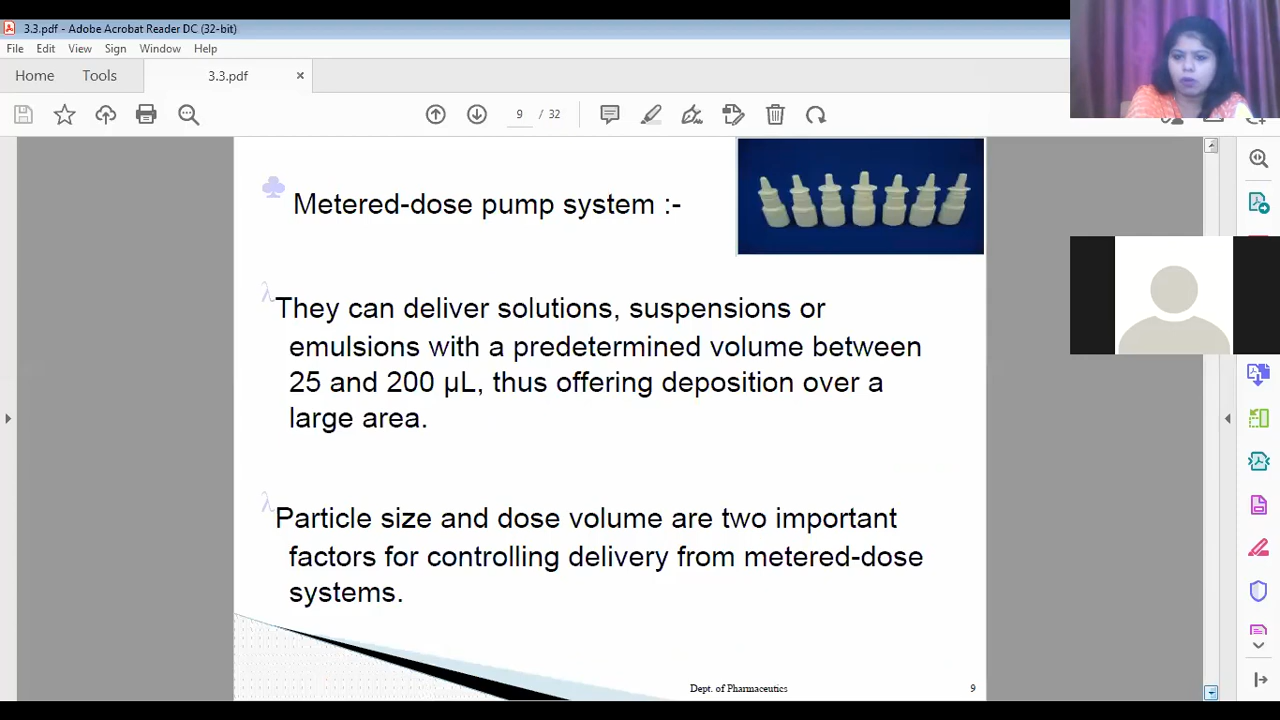 3.3.pdf - Adobe Acrobat Reader DC (32-bit)
File Edit View Sign Window Help
Home Tools 3.3.pdf ×
9 / 32
Metered-dose pump system :-
λThey can deliver solutions, suspensions or
emulsions with a predetermined volume between
25 and 200 μL, thus offering deposition over a
large area.
λParticle size and dose volume are two important
factors for controlling delivery from metered-dose
systems.
Dept. of Pharmaceutics 9